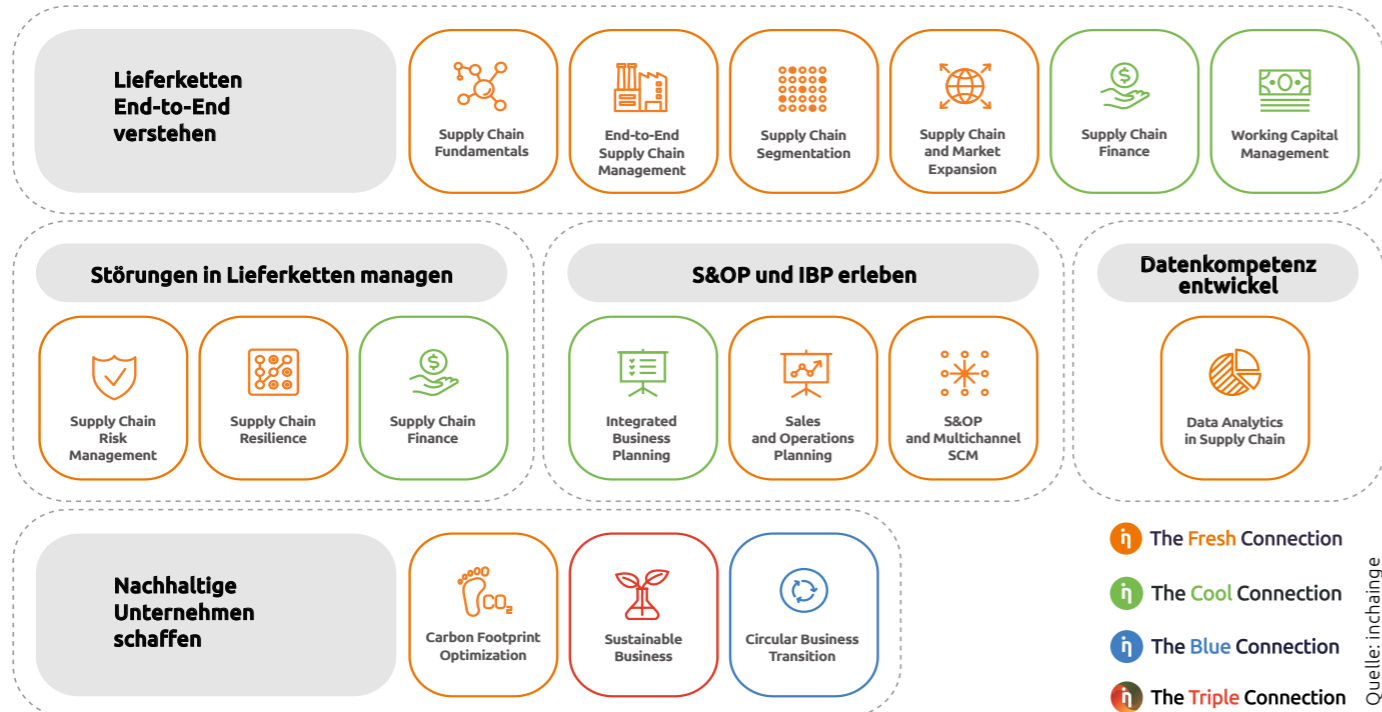 Lieferketten
End-to-End
verstehen
Supply Chain
Fundamentals
End-to-End
Supply Chain
Management
Supply Chain
Segmentation
Supply Chain
and Market
Expansion
$
Supply Chain
Finance
Working Capital
Management
Störungen in Lieferketten managen
Supply Chain
Risk
Management
Supply Chain
Resilience
$
Supply Chain
Finance
S&OP und IBP erleben
Integrated
Business
Planning
Sales
and Operations
Planning
S&OP
and Multichannel
SCM
Datenkompetenz
entwickel
Data Analytics
in Supply Chain
Nachhaltige
Unternehmen
schaffen
CO₂
Carbon Footprint
Optimization
Sustainable
Business
Circular Business
Transition
The Fresh Connection
The Cool Connection
The Blue Connection
The Triple Connection
Quelle: inchainge